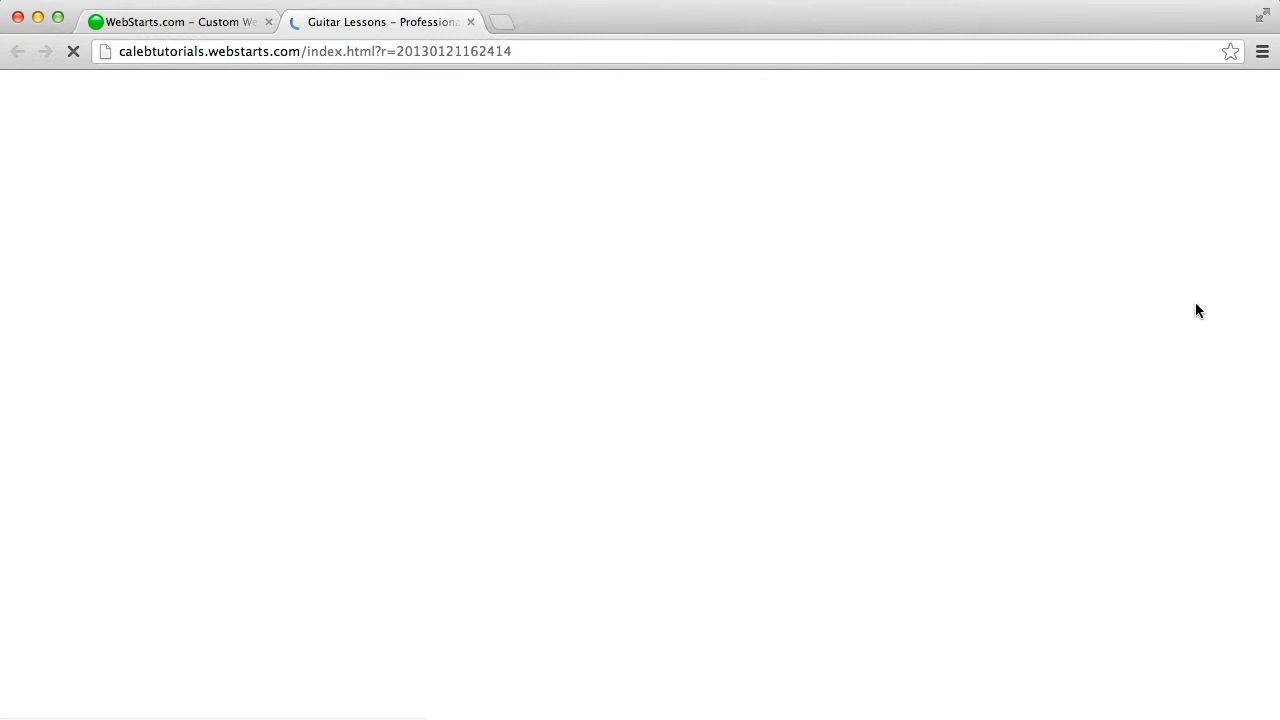 WebStarts.com – Custom We
Guitar Lessons – Professiona
calebtutorials.webstarts.com/index.html?r=20130121162414